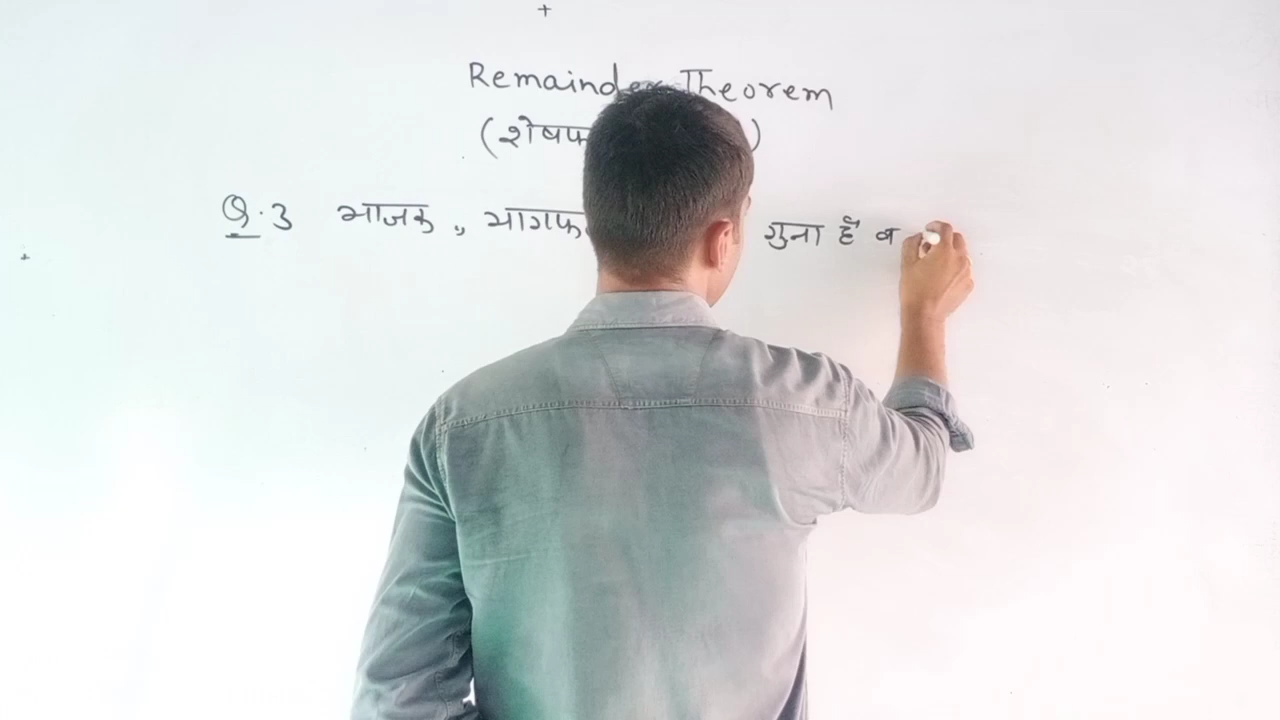 Remainder Theorem
(शेषफ )
Q.3 भाजक , भागफ गुना है व